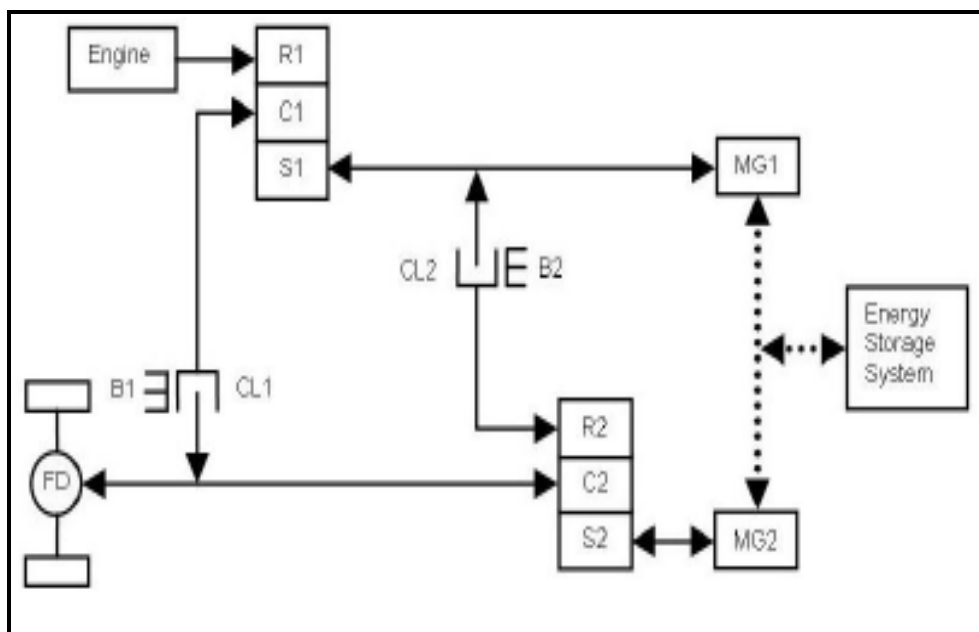 Engine
R1
C1
S1
MG1
CL2
B2
Energy
Storage
System
B1
CL1
R2
FD
C2
S2
MG2